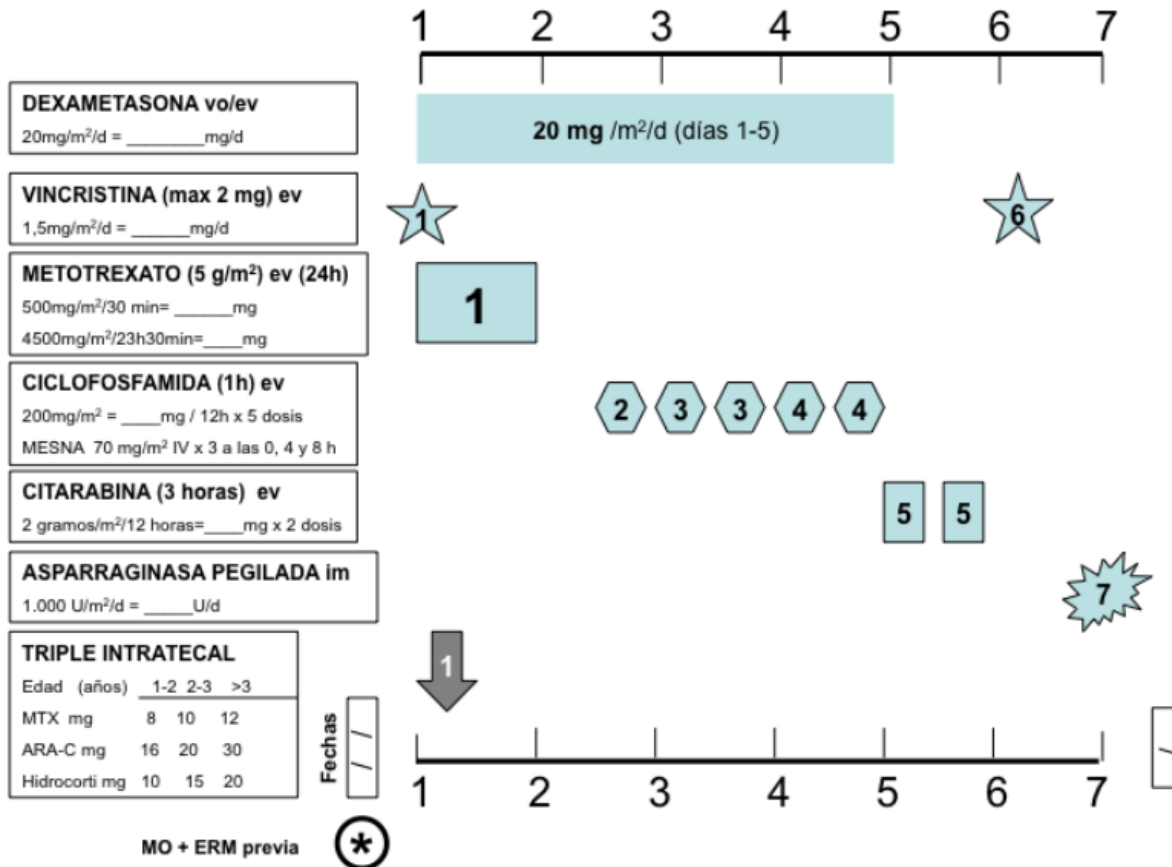 1 2 3 4 5 6 7
DEXAMETASONA vo/ev
20mg/m²/d = ________mg/d
20 mg /m²/d (días 1-5)
VINCRISTINA (max 2 mg) ev
1,5mg/m²/d = ______mg/d
1 6
METOTREXATO (5 g/m²) ev (24h)
500mg/m²/30 min= ______mg
4500mg/m²/23h30min=____mg
1
CICLOFOSFAMIDA (1h) ev
200mg/m² = ____mg / 12h x 5 dosis
MESNA 70 mg/m² IV x 3 a las 0, 4 y 8 h
2 3 3 4 4
CITARABINA (3 horas) ev
2 gramos/m²/12 horas=____mg x 2 dosis
5 5
ASPARRAGINASA PEGILADA im
1.000 U/m²/d = _____U/d
7
TRIPLE INTRATECAL
Edad (años) 1-2 2-3 >3
MTX mg 8 10 12
ARA-C mg 16 20 30
Hidrocorti mg 10 15 20
Fechas
/ /
1
/
1 2 3 4 5 6 7
MO + ERM previa *